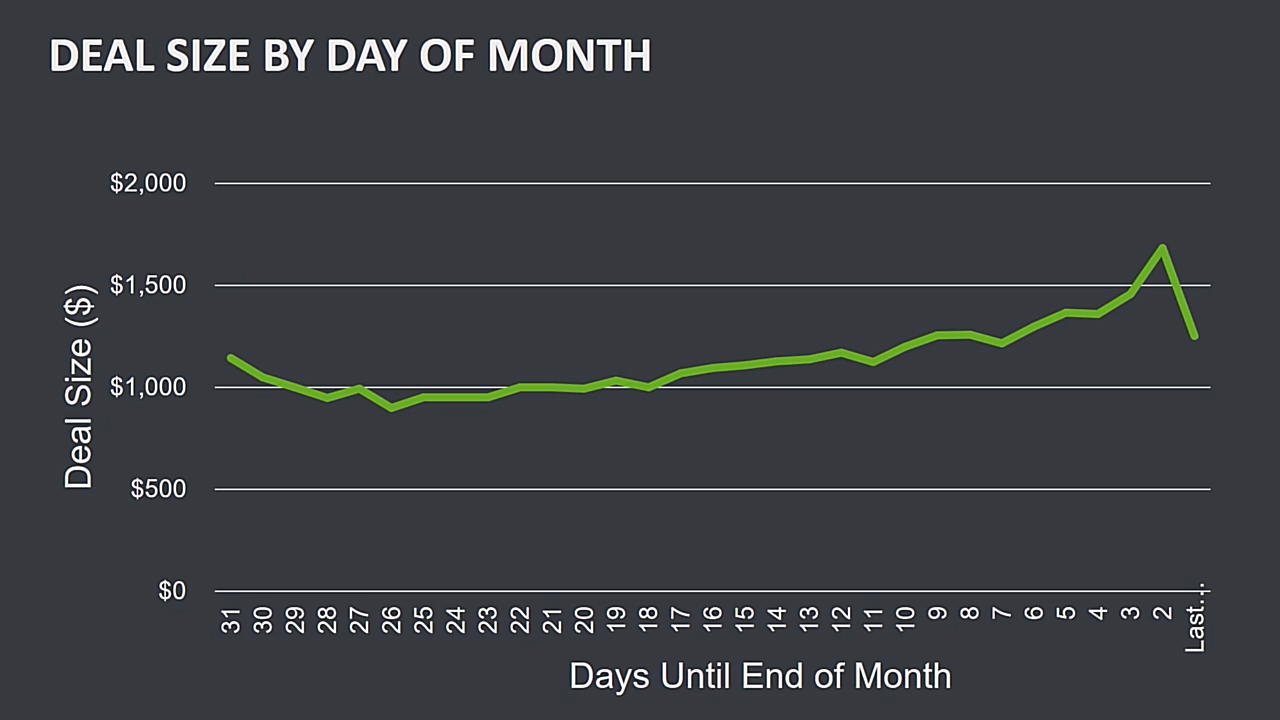 DEAL SIZE BY DAY OF MONTH
$2,000
$1,500
$1,000
$500
$0
Deal Size ($)
31 30 29 28 27 26 25 24 23 22 21 20 19 18 17 16 15 14 13 12 11 10 9 8 7 6 5 4 3 2 Last...
Days Until End of Month